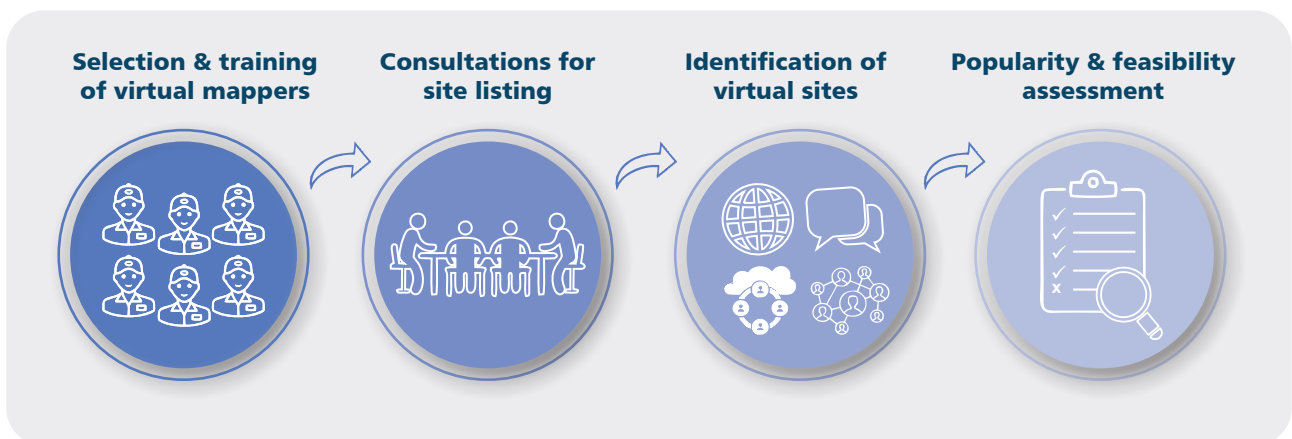 Selection & training
of virtual mappers
Consultations for
site listing
Identification of
virtual sites
Popularity & feasibility
assessment
x